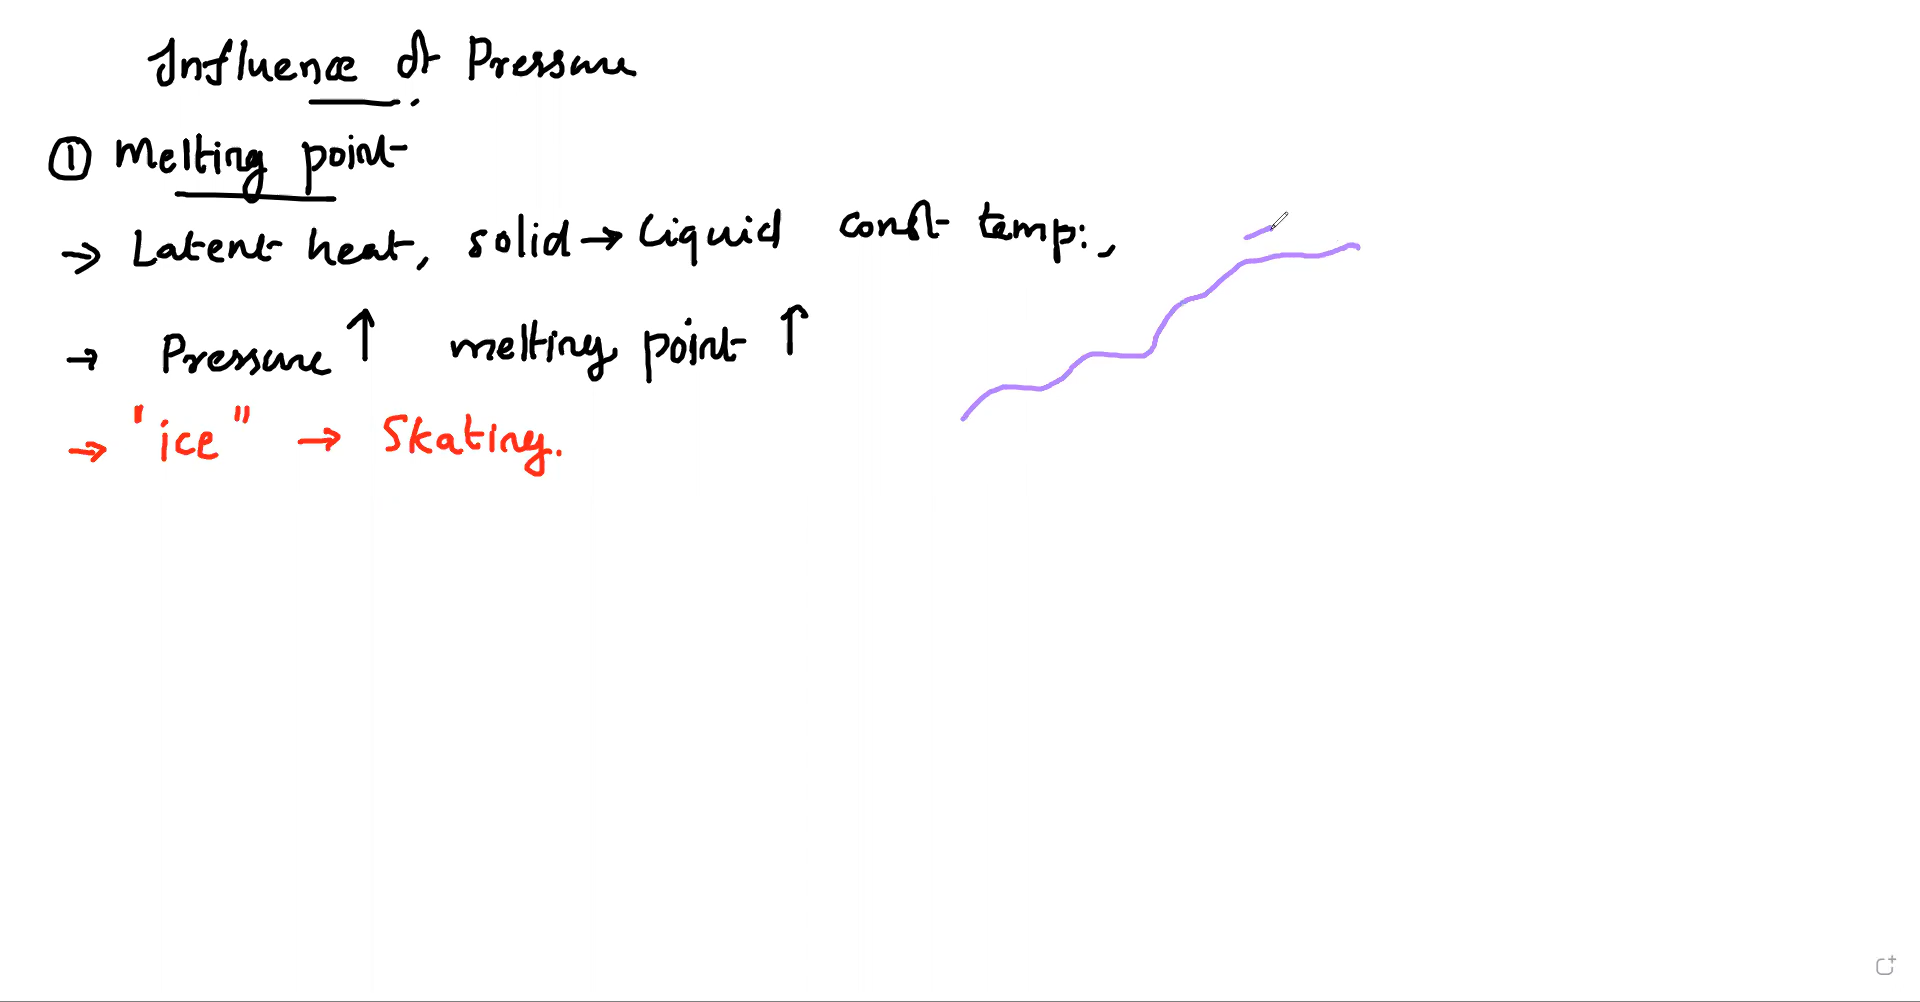 Influence of Pressure
① Melting point
→ Latent heat, solid → Liquid const temp:,
→ Pressure ↑ melting point ↑
→ "ice" → Skating.